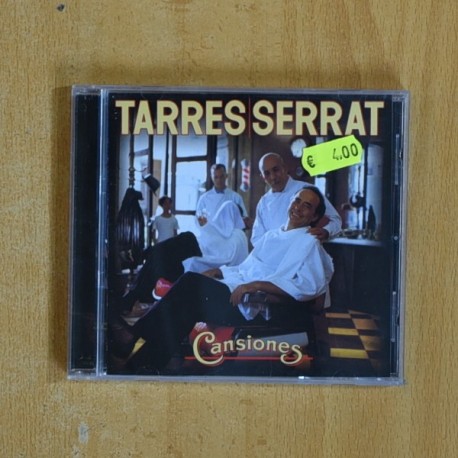 TARRES SERRAT
€ 4.00
Cansiones